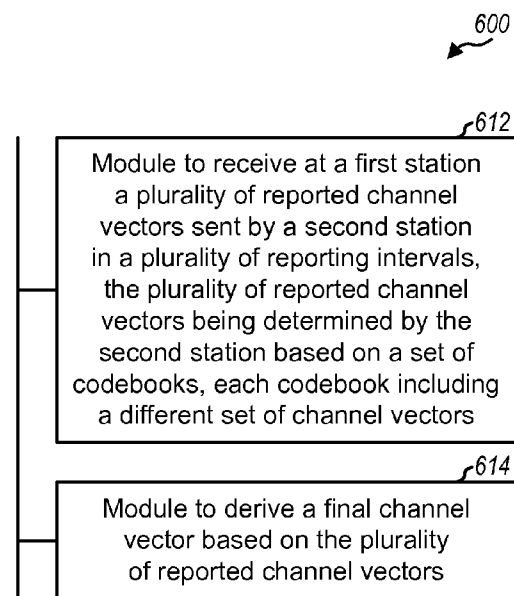 600
612
Module to receive at a first station
a plurality of reported channel
vectors sent by a second station
in a plurality of reporting intervals,
the plurality of reported channel
vectors being determined by the
second station based on a set of
codebooks, each codebook including
a different set of channel vectors
614
Module to derive a final channel
vector based on the plurality
of reported channel vectors